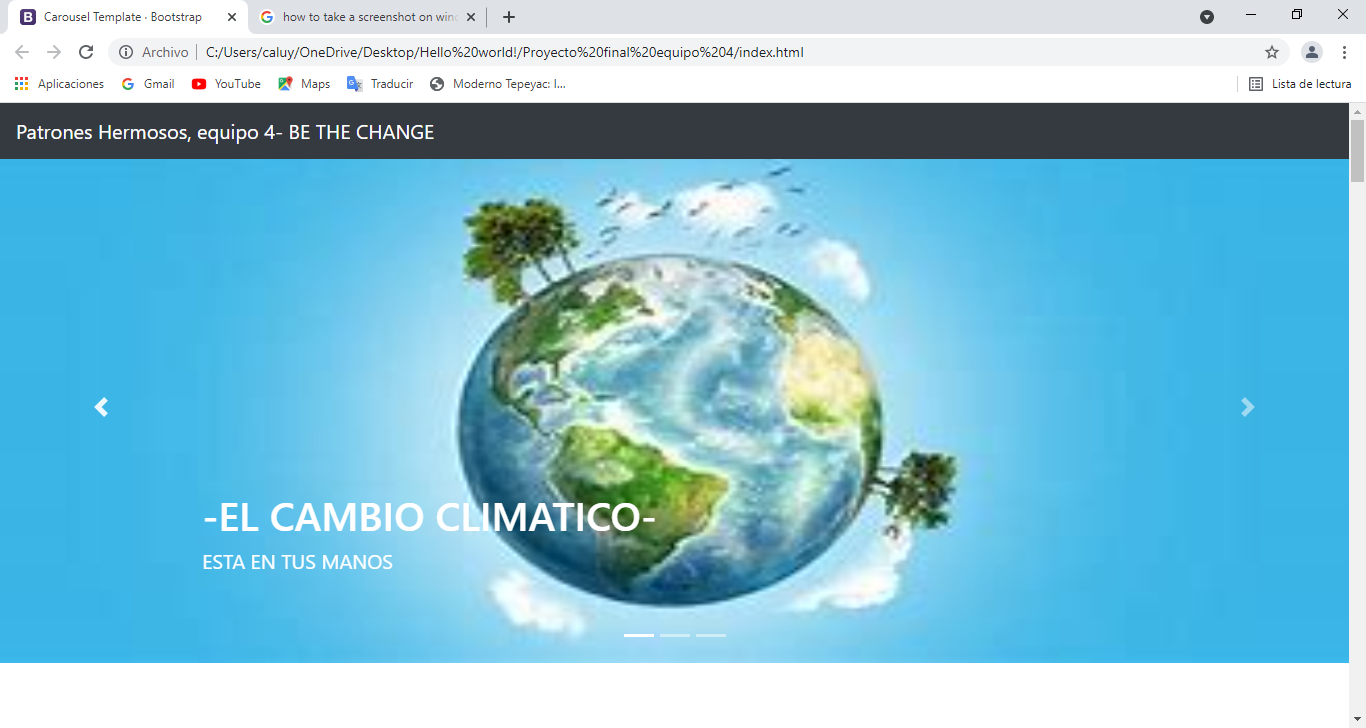 Carousel Template · Bootstrap
how to take a screenshot on winc
Archivo
C:/Users/caluy/OneDrive/Desktop/Hello%20world!/Proyecto%20final%20equipo%204/index.html
Aplicaciones
Gmail
YouTube
Maps
Traducir
Moderno Tepeyac: I...
Lista de lectura
Patrones Hermosos, equipo 4- BE THE CHANGE
-EL CAMBIO CLIMATICO-
ESTA EN TUS MANOS